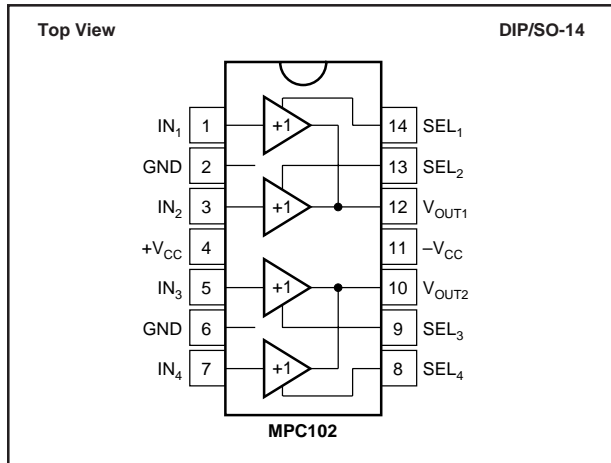 Top View DIP/SO-14
IN1 1 +1 14 SEL1
GND 2 13 SEL2
IN2 3 +1 12 VOUT1
+VCC 4 11 –VCC
IN3 5 +1 10 VOUT2
GND 6 9 SEL3
IN4 7 +1 8 SEL4
MPC102